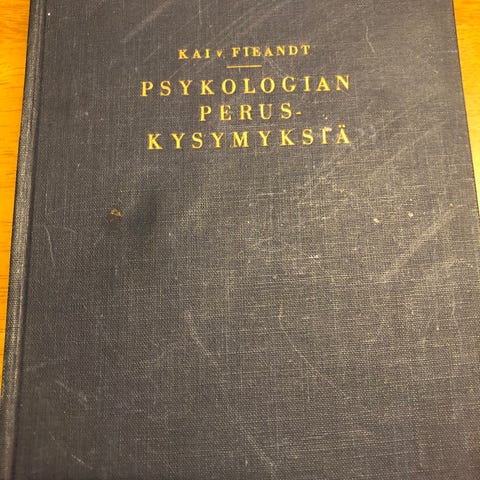 KAI v. FIEANDT
PSYKOLOGIAN
PERUS-
KYSYMYKSIÄ